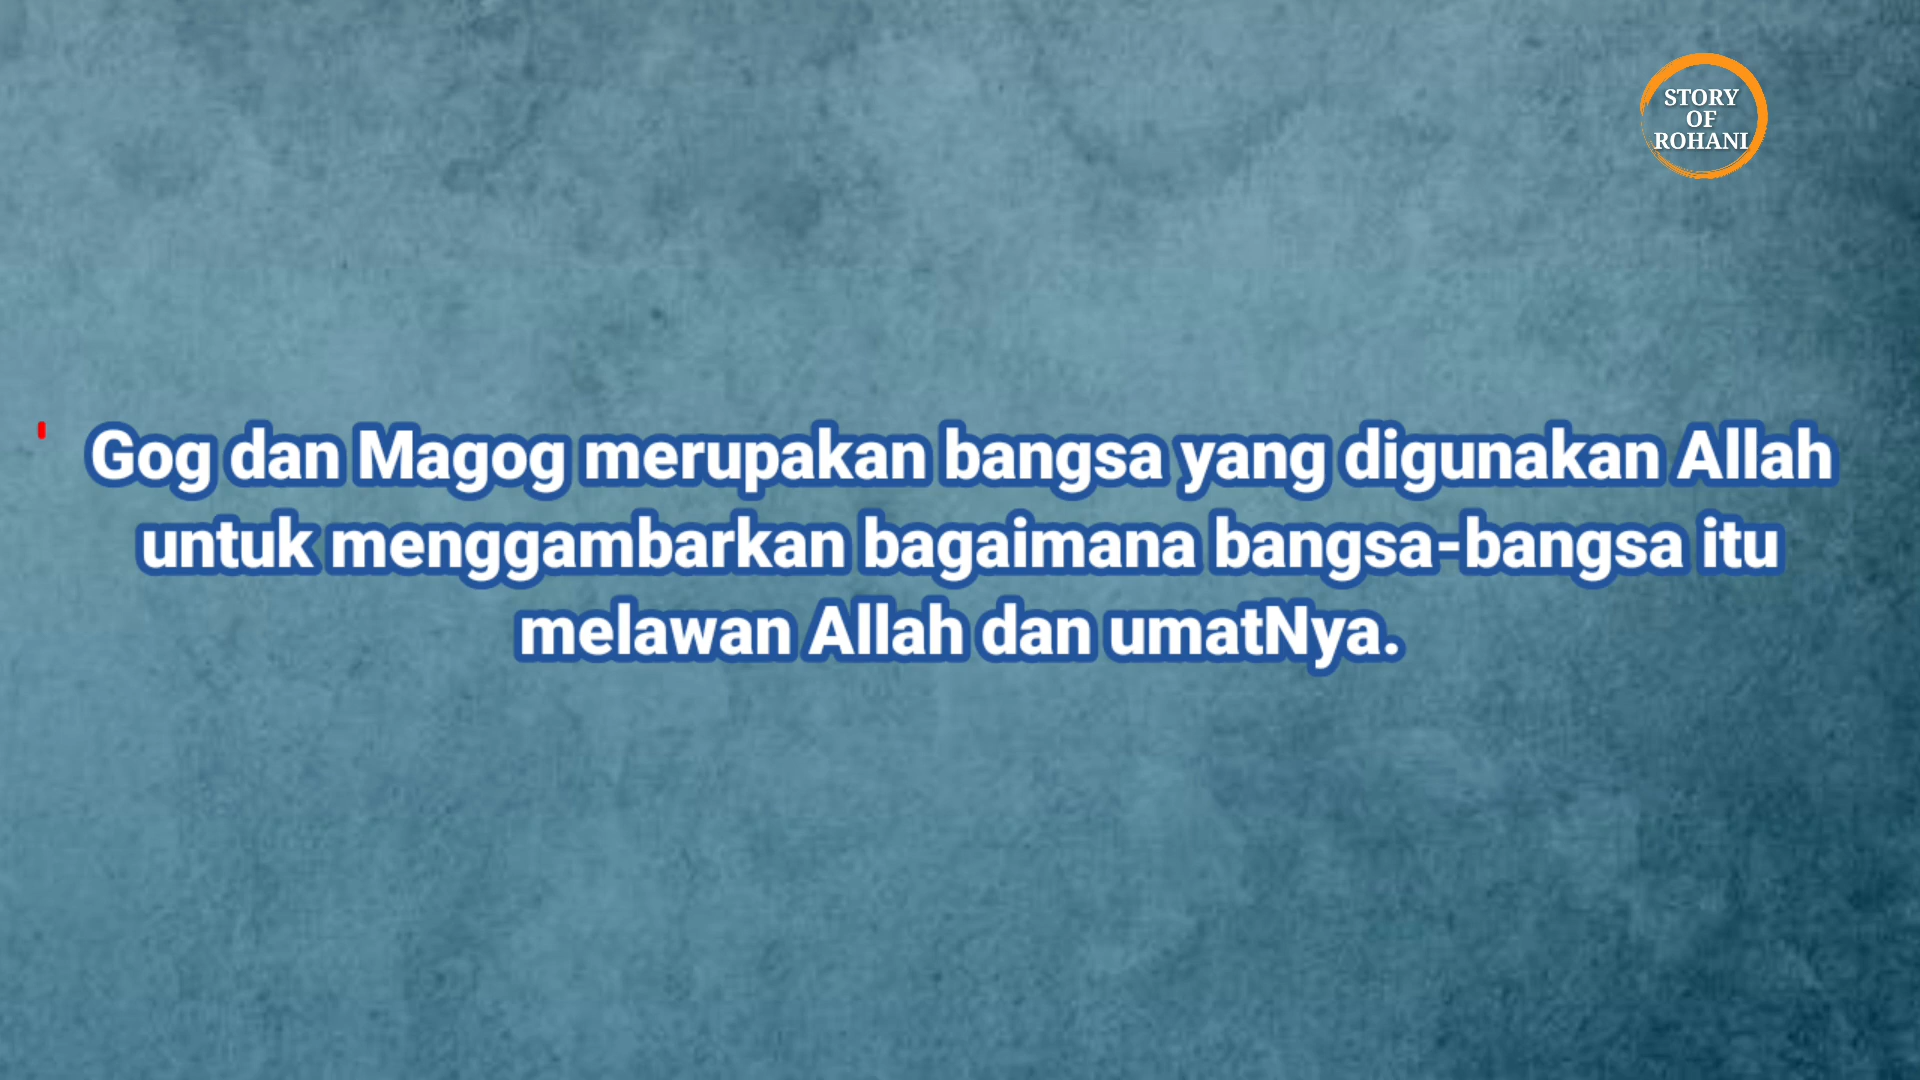 STORY
OF
ROHANI
Gog dan Magog merupakan bangsa yang digunakan Allah
untuk menggambarkan bagaimana bangsa-bangsa itu
melawan Allah dan umatNya.